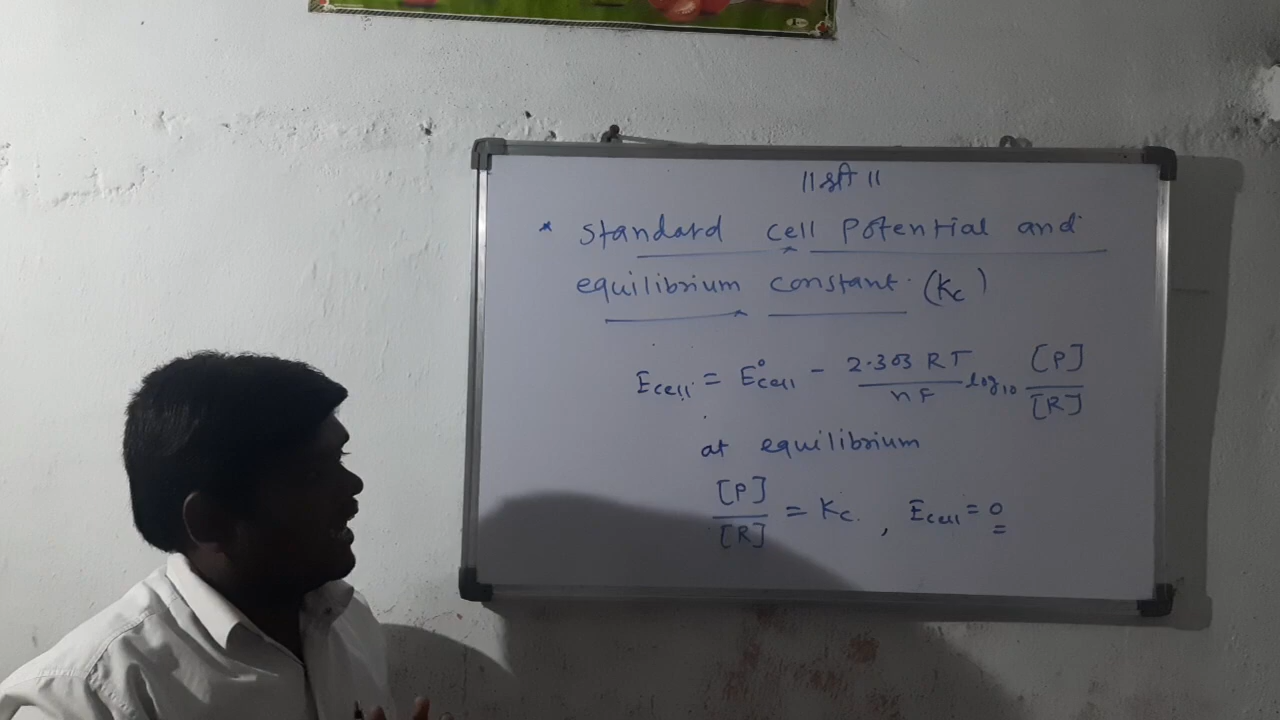 ॥ श्री ॥
* Standard cell potential and
equilibrium constant. (Kc)
Ecell = E°cell - 2.303 RT / nF log10 [P] / [R]
at equilibrium
[P] / [R] = Kc. , Ecell = 0